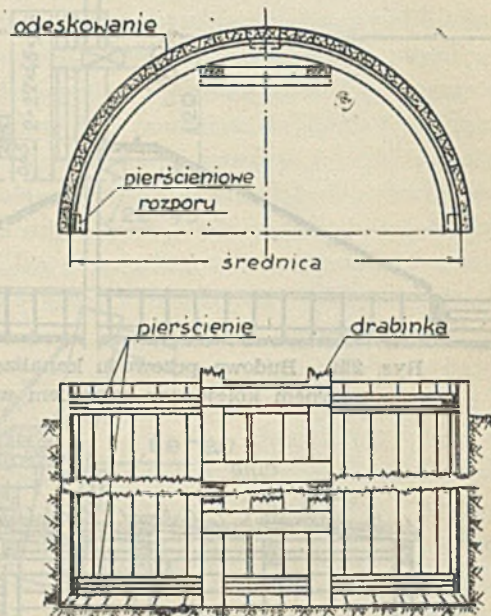 odeskowanie
pierścieniowe
rozpory
średnica
pierścienie
drabinka